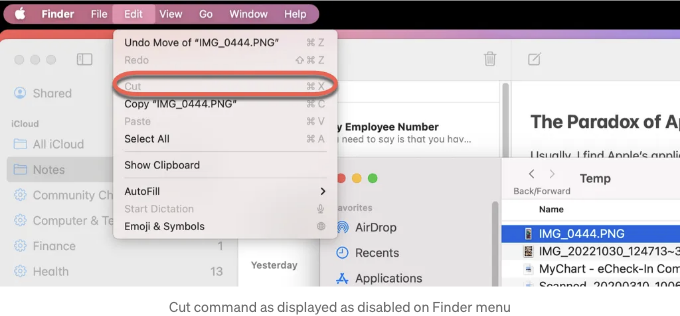 Finder File Edit View Go Window Help
Undo Move of “IMG_0444.PNG” ⌘ Z
Redo ⇧ ⌘ Z
Cut ⌘ X
Copy “IMG_0444.PNG” ⌘ C
Paste ⌘ V
Select All ⌘ A
Show Clipboard
AutoFill
Start Dictation
Emoji & Symbols
Shared
iCloud
All iCloud
Notes
Community Ch
Computer & Te
Finance 1
Health 13
Yesterday
y Employee Number
need to say is that you hav...
The Paradox of A
Usually, I find Apple's applic
Temp
Back/Forward
Name
avorites
AirDrop
Recents
Applications
IMG_0444.PNG
IMG_20221030_124713~3
MyChart - eCheck-In Com
Scanned_20200310_1006
Cut command as displayed as disabled on Finder menu